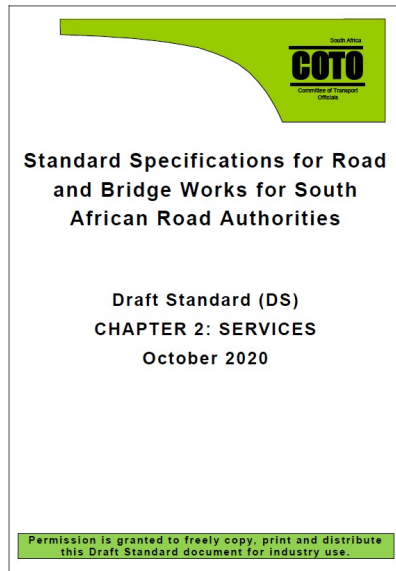 South Africa
COTO
Committee of Transport
Officials
Standard Specifications for Road
and Bridge Works for South
African Road Authorities
Draft Standard (DS)
CHAPTER 2: SERVICES
October 2020
Permission is granted to freely copy, print and distribute
this Draft Standard document for industry use.